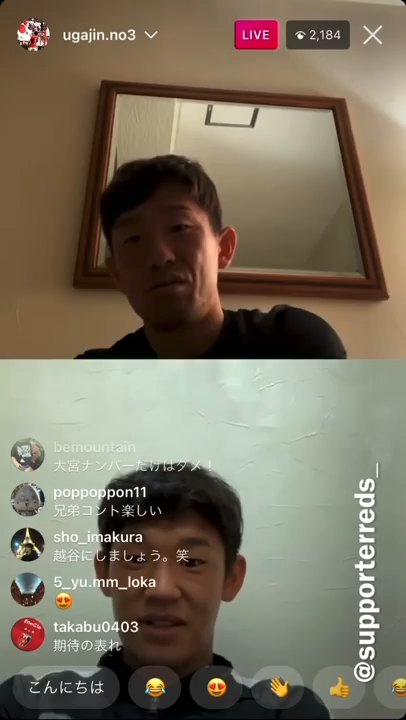 ugajin.no3
LIVE
2,184
bemountain
大宮ナンバーだけはダメ！
poppoppon11
兄弟コント楽しい
sho_imakura
越谷にしましょう。笑
5_yu.mm_loka
😍
takabu0403
期待の表れ
@supporterreds_
こんにちは 😂 😍 👋 👍